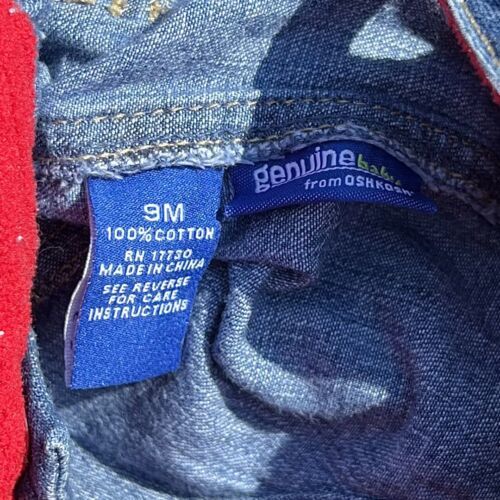 9M
100% COTTON
RN 17730
MADE IN CHINA
SEE REVERSE
FOR CARE
INSTRUCTIONS
genuine baby
from OSHKOSH